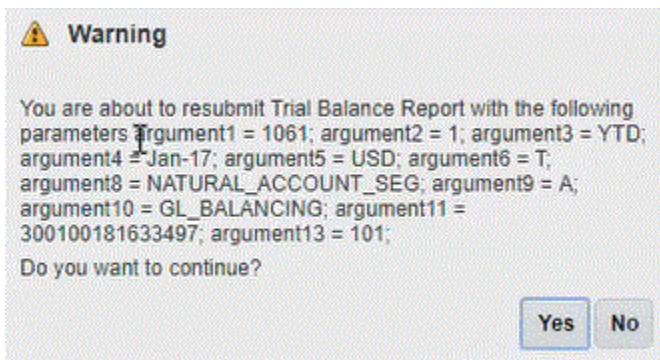 Warning
You are about to resubmit Trial Balance Report with the following
parameters argument1 = 1061; argument2 = 1; argument3 = YTD;
argument4 = Jan-17; argument5 = USD; argument6 = T;
argument8 = NATURAL_ACCOUNT_SEG; argument9 = A;
argument10 = GL_BALANCING; argument11 =
300100181633497; argument13 = 101;
Do you want to continue?
Yes No